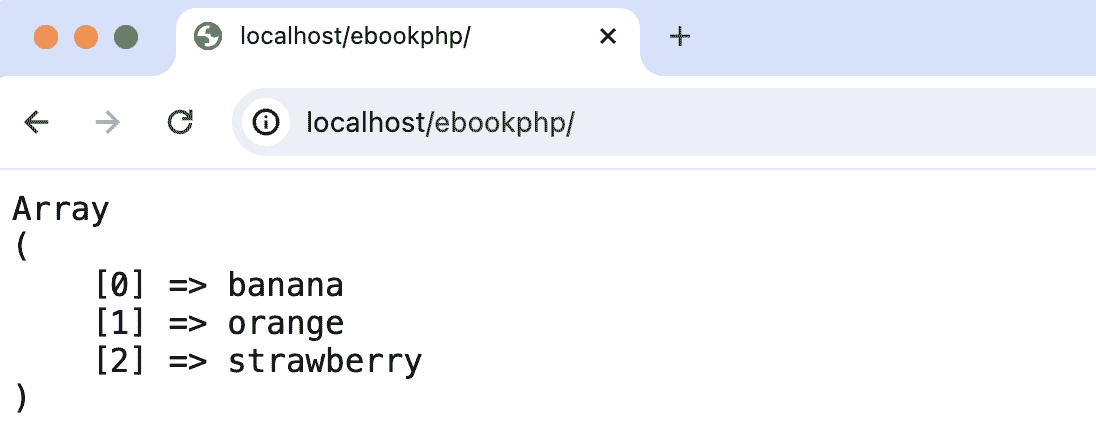 localhost/ebookphp/
localhost/ebookphp/
Array
(
    [0] => banana
    [1] => orange
    [2] => strawberry
)